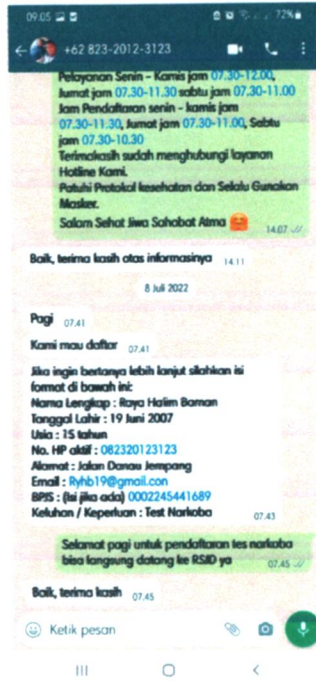 09.05
72%
+62 823-2012-3123
Pelayanan Senin - Kamis jam 07.30-12.00,
Jumat jam 07.30-11.30 sabtu jam 07.30-11.00
Jam Pendaftaran senin - kamis jam
07.30-11.30, Jumat jam 07.30-11.00, Sabtu
jam 07.30-10.30
Terimakasih sudah menghubungi layanan
Hotline Kami.
Patuhi Protokol kesehatan dan Selalu Gunakan
Masker.
Salam Sehat Jiwa Sahabat Atma 🤗
14.07
Baik, terima kasih atas informasinya 14.11
8 Juli 2022
Pagi 07.41
Kami mau daftar 07.41
Jika ingin bertanya lebih lanjut silahkan isi
format di bawah ini:
Nama Lengkap : Raya Halim Baman
Tanggal Lahir : 19 Juni 2007
Usia : 15 tahun
No. HP aktif : 082320123123
Alamat : Jalan Danau Jempang
Email : Ryhb19@gmail.con
BPJS : (isi jika ada) 0002245441689
Keluhan / Keperluan : Test Narkoba
07.43
Selamat pagi untuk pendaftaran tes narkoba
bisa langsung datang ke RSJD ya 07.45
Baik, terima kasih 07.45
Ketik pesan